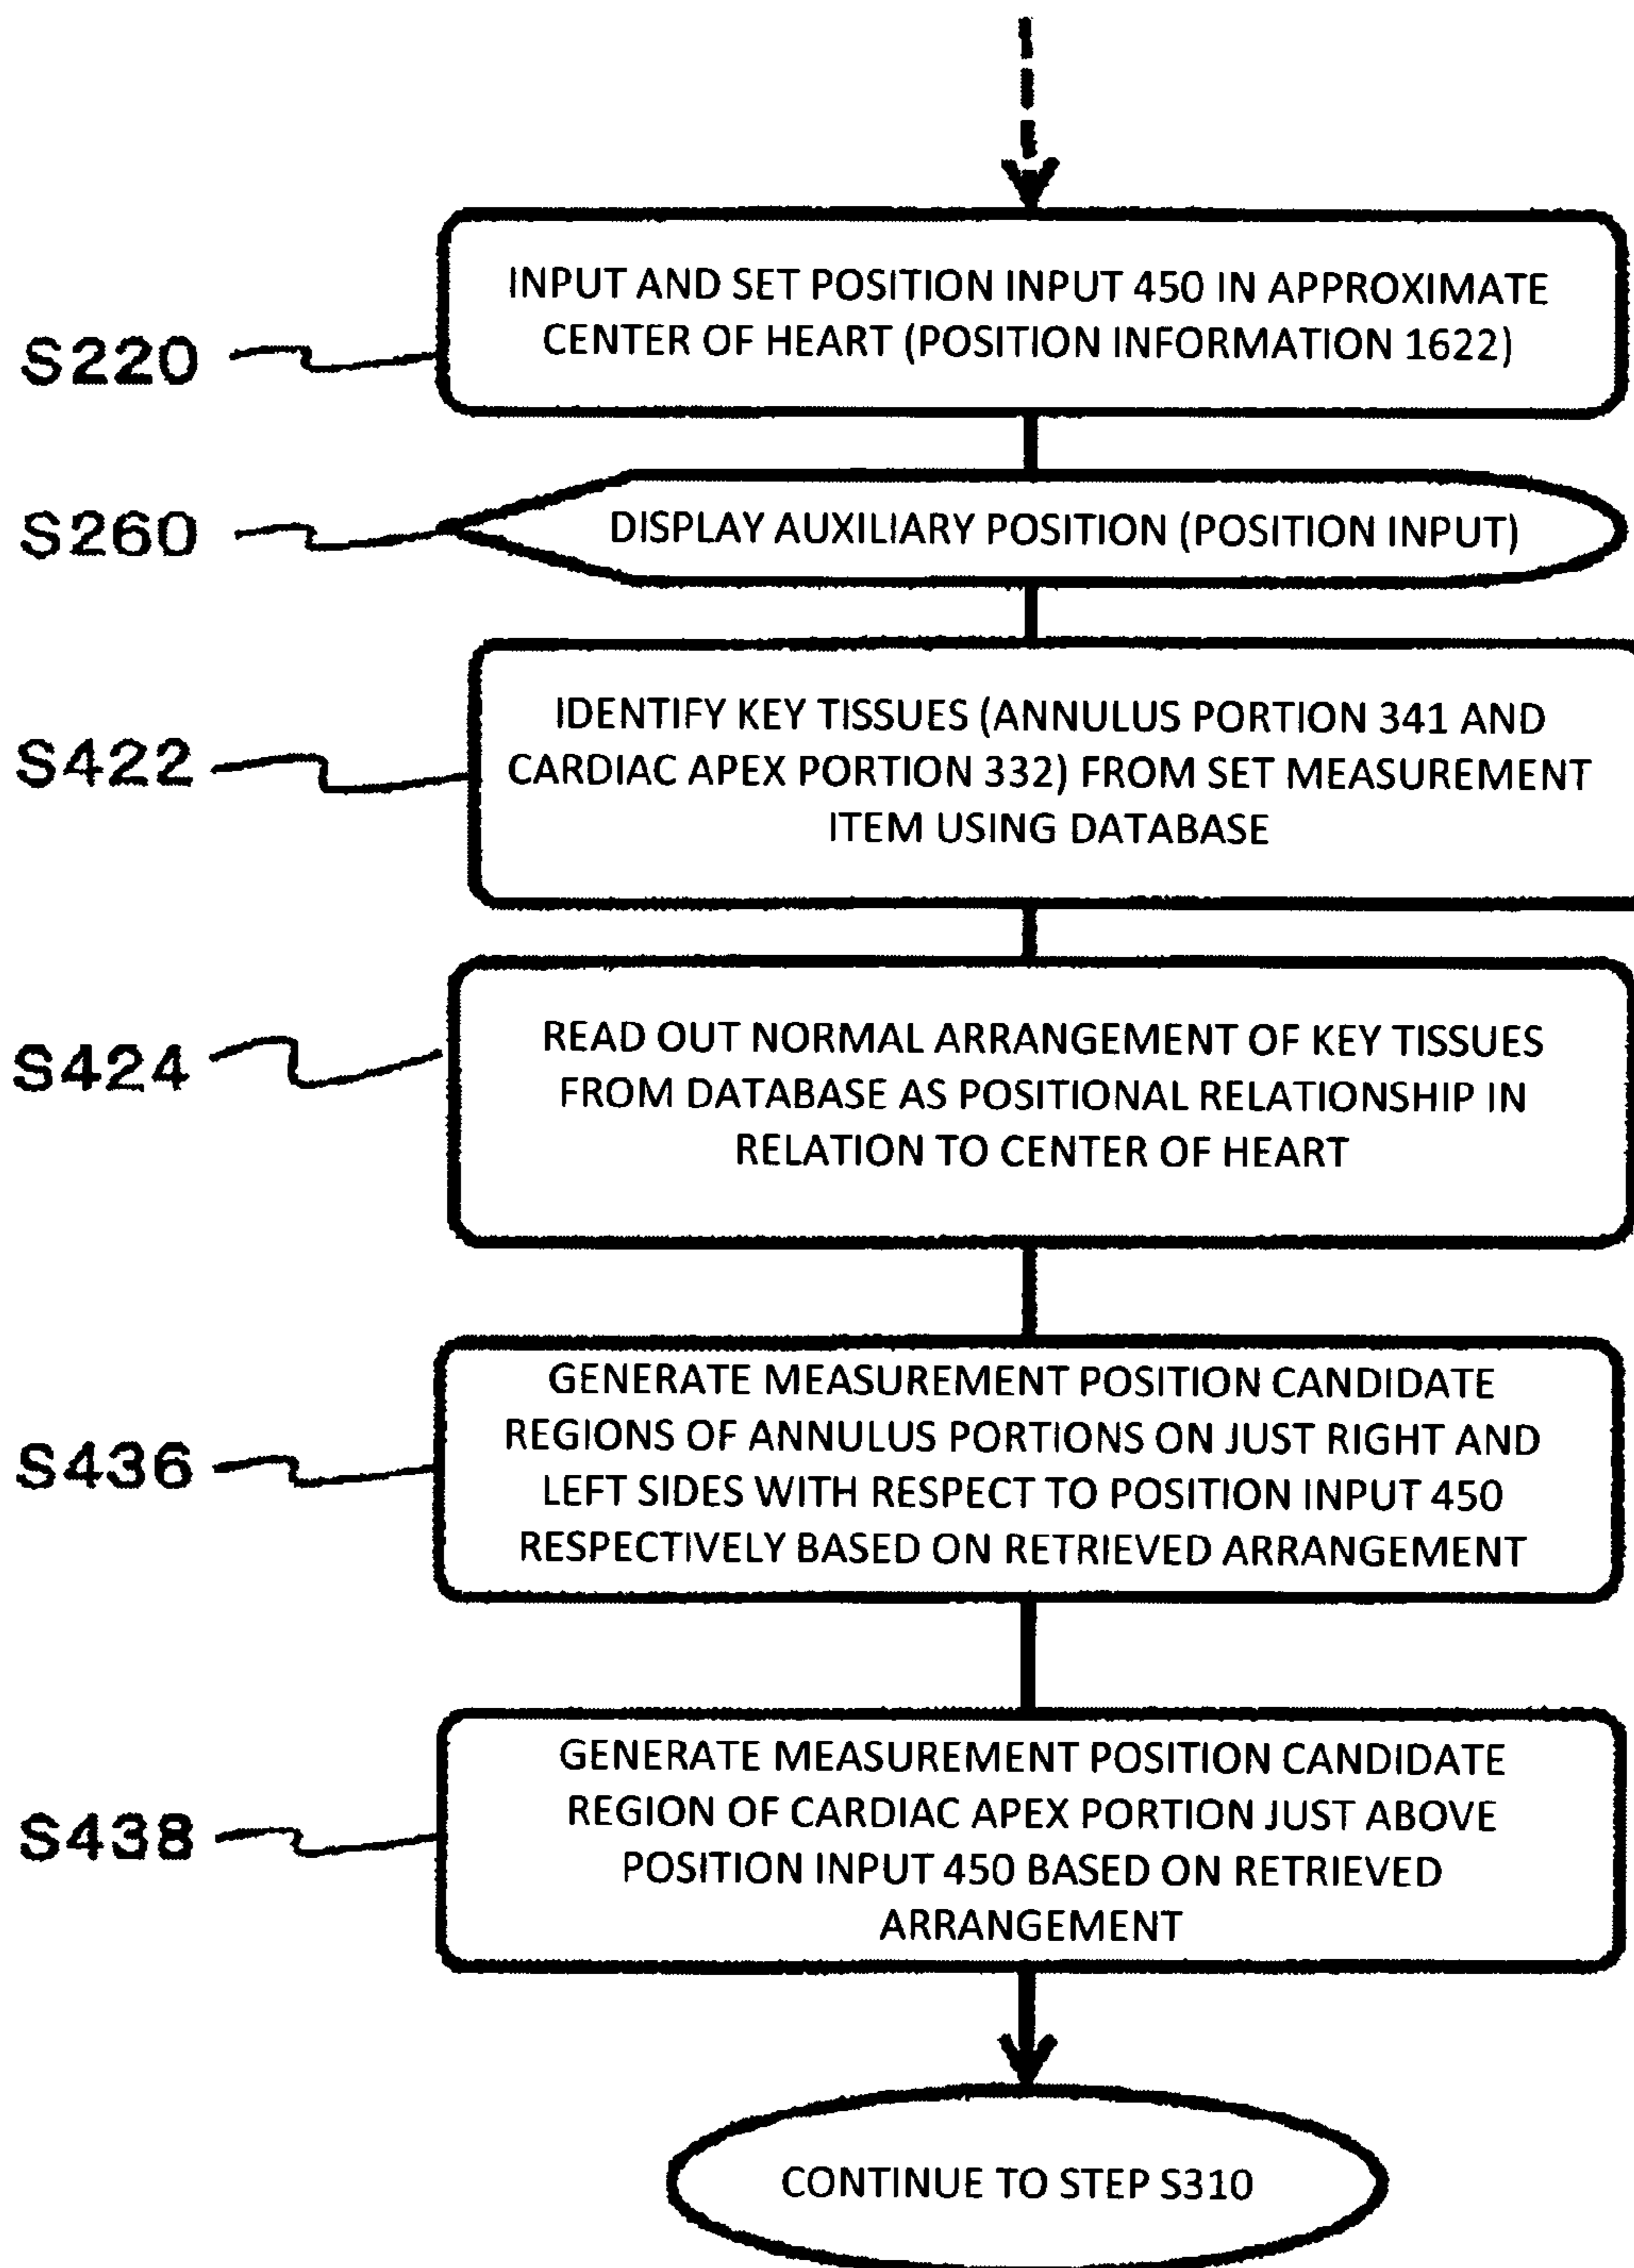 INPUT AND SET POSITION INPUT 450 IN APPROXIMATE
CENTER OF HEART (POSITION INFORMATION 1622)
S220
S260
DISPLAY AUXILIARY POSITION (POSITION INPUT)
IDENTIFY KEY TISSUES (ANNULUS PORTION 341 AND
CARDIAC APEX PORTION 332) FROM SET MEASUREMENT
ITEM USING DATABASE
S422
READ OUT NORMAL ARRANGEMENT OF KEY TISSUES
FROM DATABASE AS POSITIONAL RELATIONSHIP IN
RELATION TO CENTER OF HEART
S424
GENERATE MEASUREMENT POSITION CANDIDATE
REGIONS OF ANNULUS PORTIONS ON JUST RIGHT AND
LEFT SIDES WITH RESPECT TO POSITION INPUT 450
RESPECTIVELY BASED ON RETRIEVED ARRANGEMENT
S436
GENERATE MEASUREMENT POSITION CANDIDATE
REGION OF CARDIAC APEX PORTION JUST ABOVE
POSITION INPUT 450 BASED ON RETRIEVED
ARRANGEMENT
S438
CONTINUE TO STEP S310